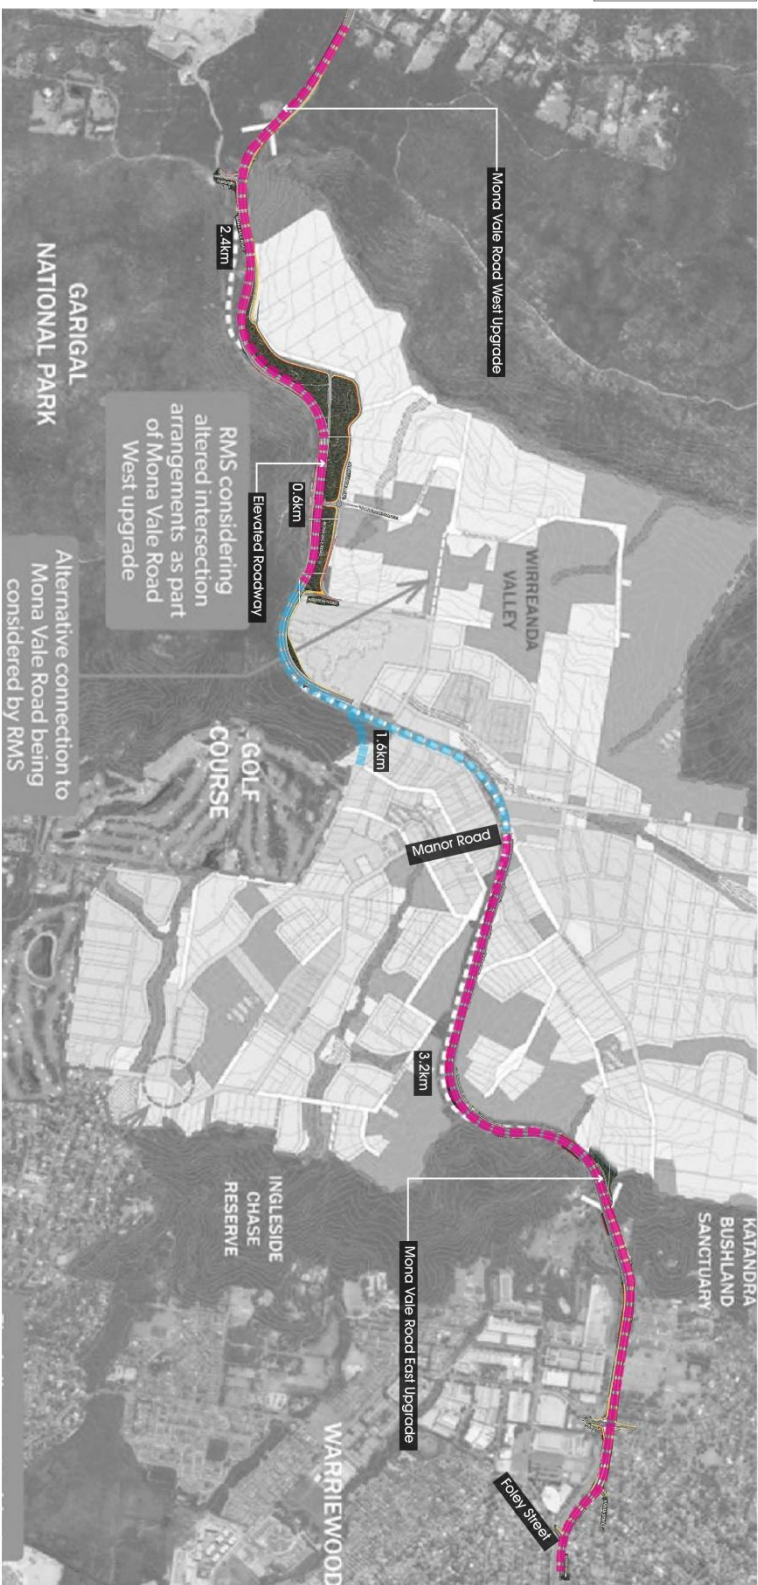 Mona Vale Road West Upgrade
2.4km
GARIGAL
NATIONAL PARK
RMS considering
altered intersection
arrangements as part
of Mona Vale Road
West upgrade
Elevated Roadway
0.6km
WIRREANDA
VALLEY
Alternative connection to
Mona Vale Road being
considered by RMS
GOLF
COURSE
1.6km
Manor Road
3.2km
INGLESIDE
CHASE
RESERVE
KATANDRA
BUSHLAND
SANCTUARY
Mona Vale Road East Upgrade
WARRIEWOOD
Foley Street